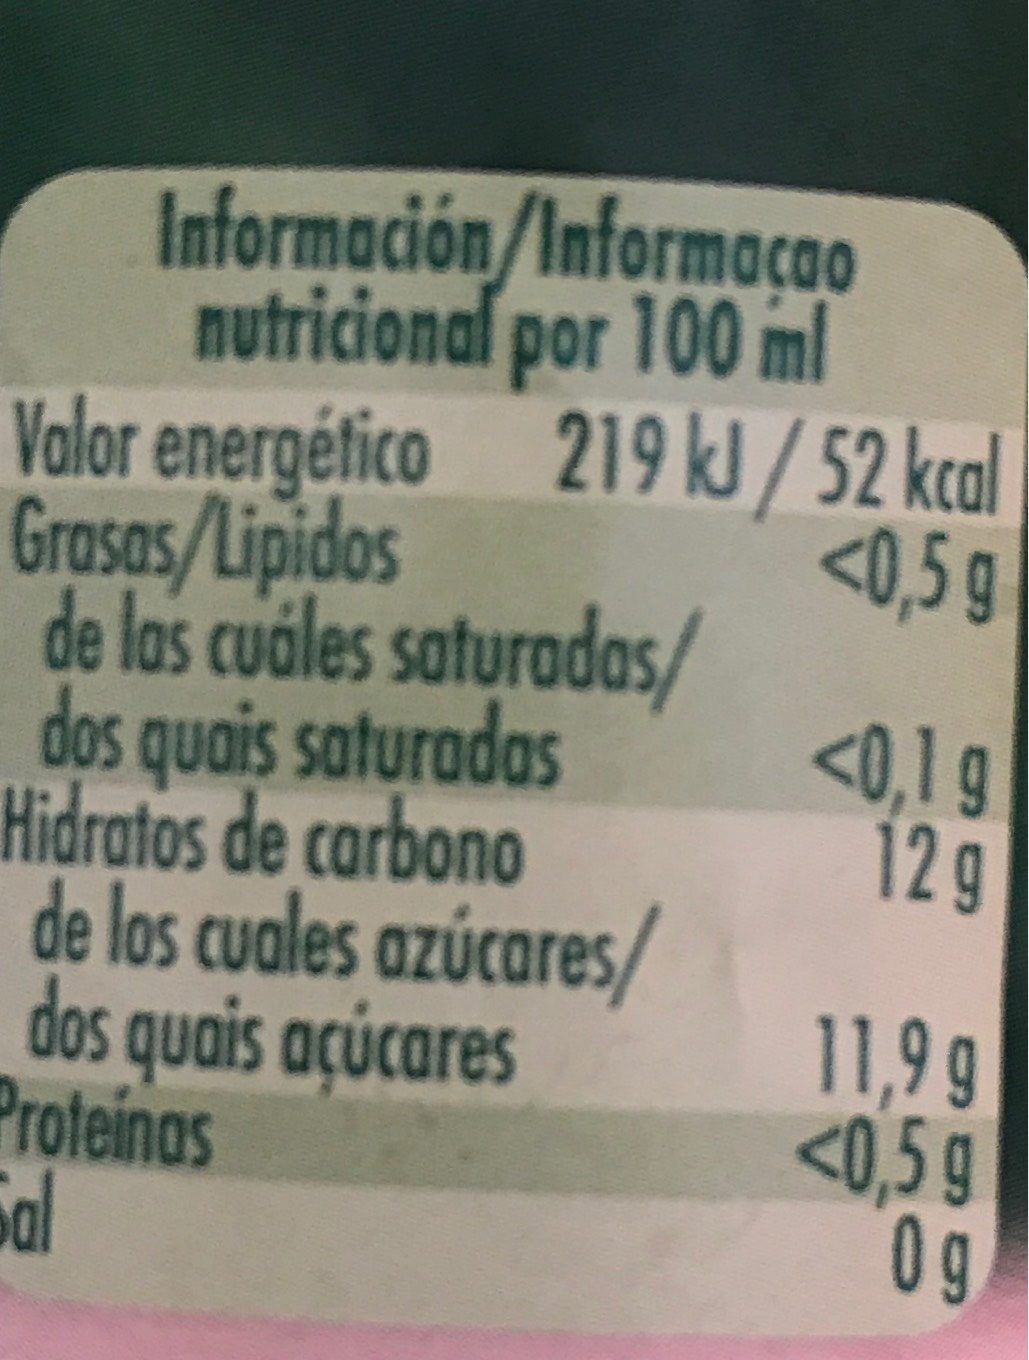 Información/Informaçao
nutricional por 100 ml
Valor energético 219 kJ / 52 kcal
Grasas/Lipidos <0,5 g
de las cuáles saturadas/
dos quais saturadas <0,1 g
Hidratos de carbono 12 g
de los cuales azúcares/
dos quais açúcares 11,9 g
Proteínas <0,5 g
Sal 0 g